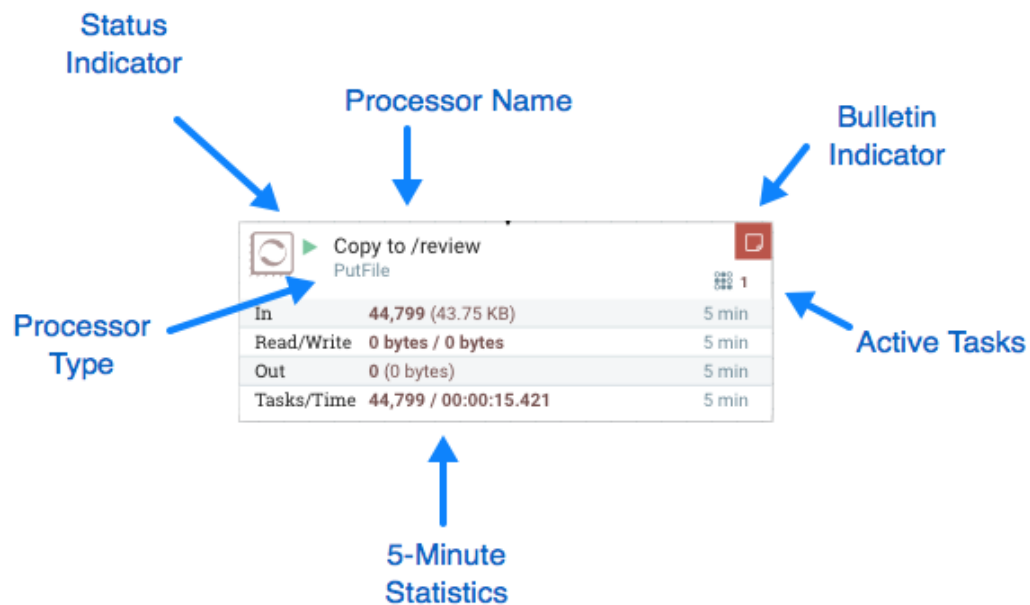 Status
Indicator
Processor Name
Bulletin
Indicator
Copy to /review
PutFile
1
Processor
Type
Active Tasks
In 44,799 (43.75 KB) 5 min
Read/Write 0 bytes / 0 bytes 5 min
Out 0 (0 bytes) 5 min
Tasks/Time 44,799 / 00:00:15.421 5 min
5-Minute
Statistics